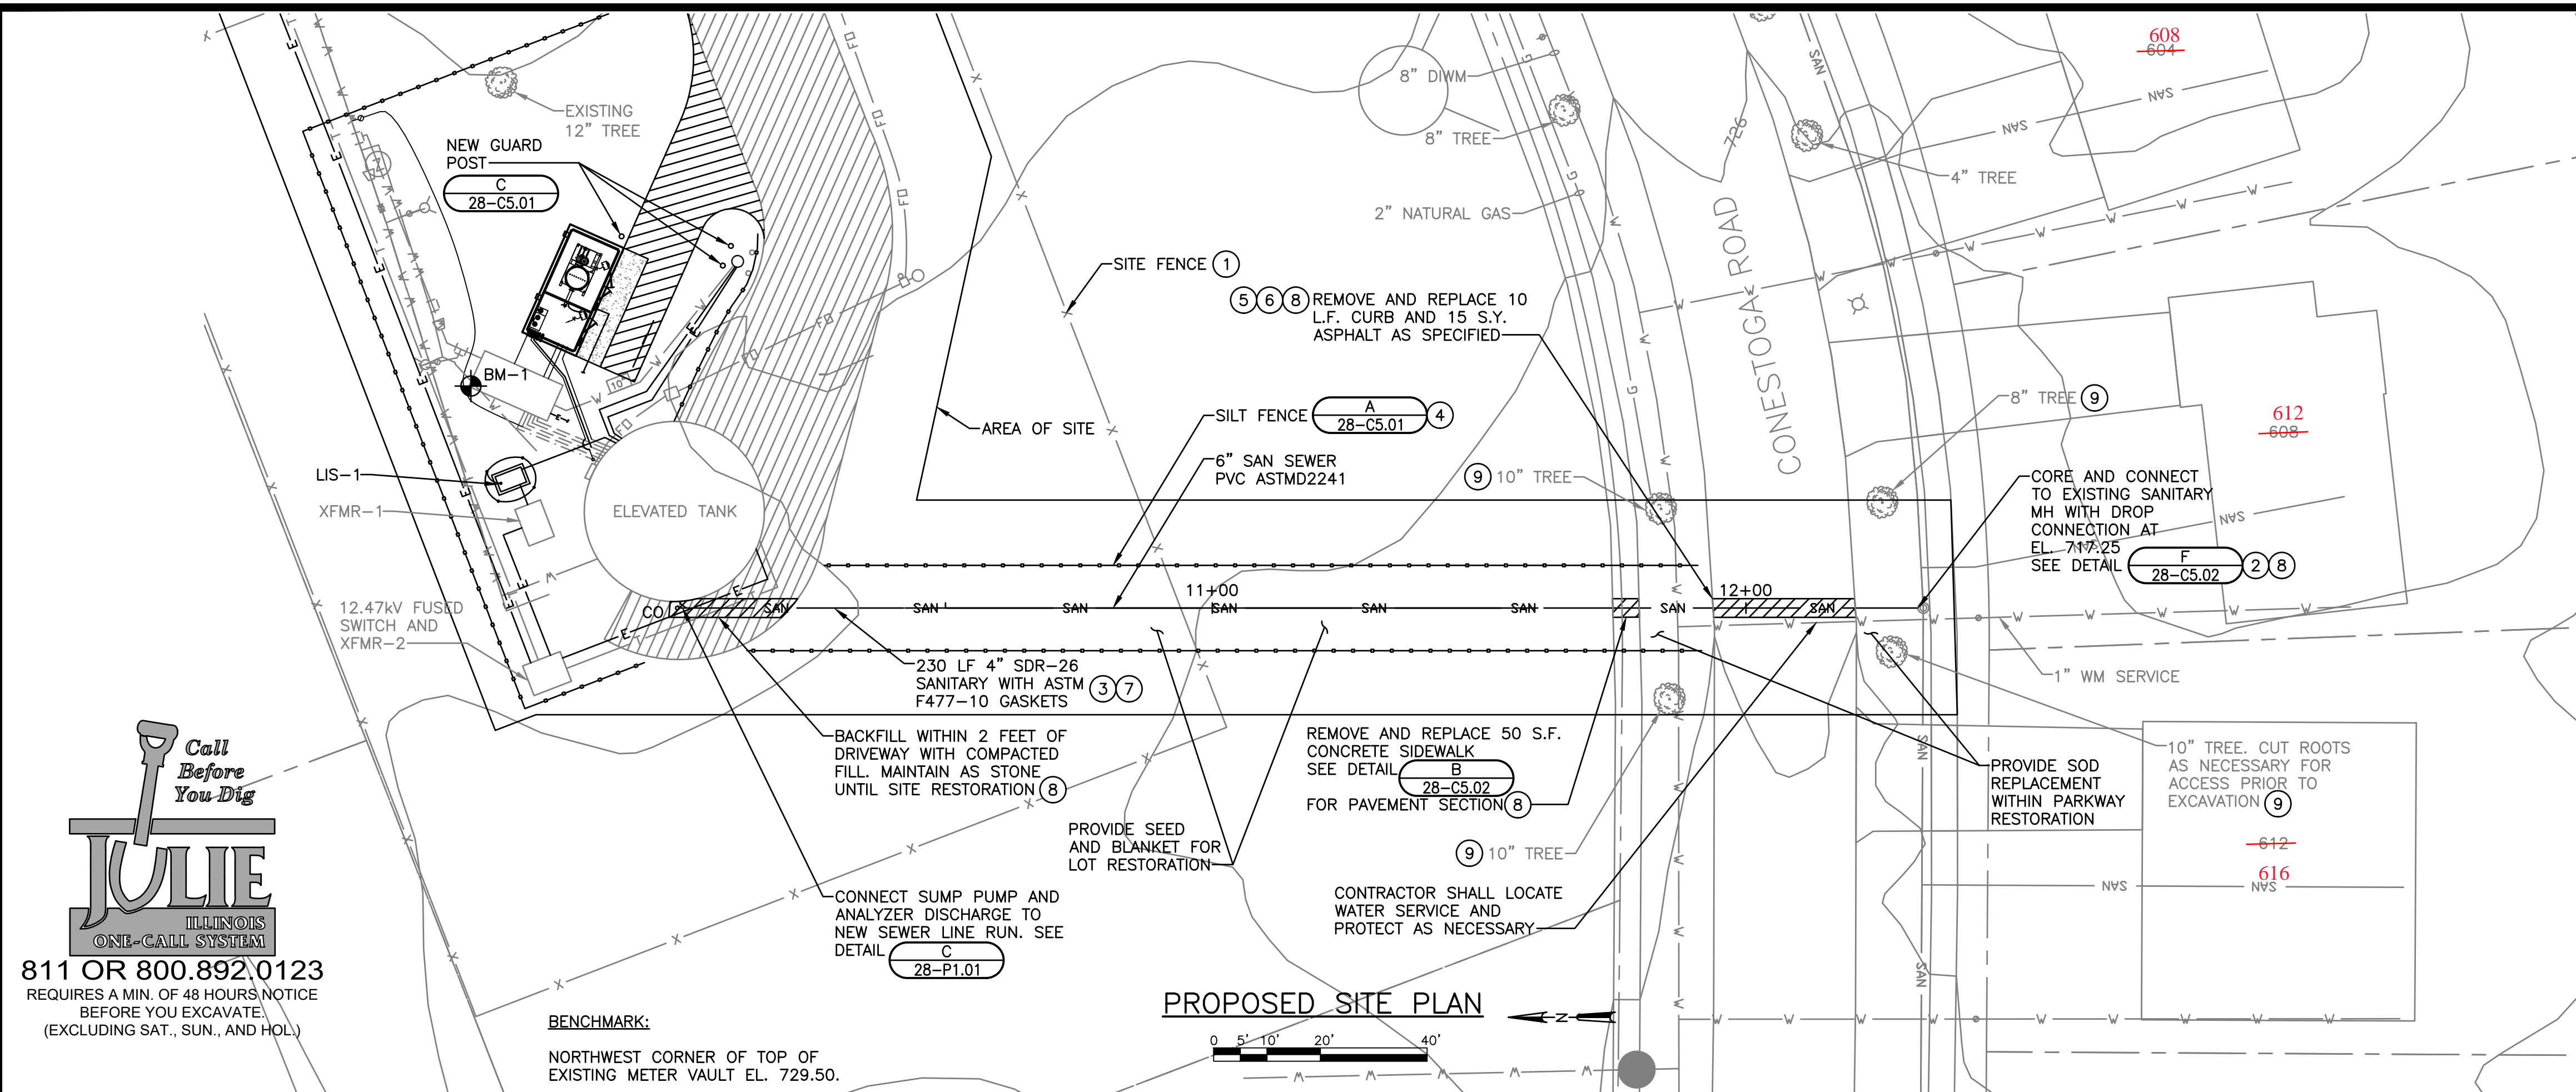 608
604
8" DIWM
EXISTING
12" TREE
NEW GUARD
POST
C
28-C5.01
8" TREE
726
4" TREE
2" NATURAL GAS
CONESTOGA ROAD
SITE FENCE 1
5 6 8 REMOVE AND REPLACE 10
L.F. CURB AND 15 S.Y.
ASPHALT AS SPECIFIED
BM-1
10"
SILT FENCE A
28-C5.01
4
AREA OF SITE
8" TREE 9
612
608
6" SAN SEWER
PVC ASTMD2241
9 10" TREE
LIS-1
XFMR-1
ELEVATED TANK
CORE AND CONNECT
TO EXISTING SANITARY
MH WITH DROP
CONNECTION AT
EL. 717.25
SEE DETAIL F
28-C5.02
2 8
11+00
12+00
CO
SAN SAN SAN SAN SAN SAN SAN SAN
12.47kV FUSED
SWITCH AND
XFMR-2
230 LF 4" SDR-26
SANITARY WITH ASTM
F477-10 GASKETS
3 7
1" WM SERVICE
BACKFILL WITHIN 2 FEET OF
DRIVEWAY WITH COMPACTED
FILL. MAINTAIN AS STONE
UNTIL SITE RESTORATION 8
REMOVE AND REPLACE 50 S.F.
CONCRETE SIDEWALK
SEE DETAIL B
28-C5.02
FOR PAVEMENT SECTION 8
PROVIDE SOD
REPLACEMENT
WITHIN PARKWAY
RESTORATION
10" TREE. CUT ROOTS
AS NECESSARY FOR
ACCESS PRIOR TO
EXCAVATION 9
612
616
PROVIDE SEED
AND BLANKET FOR
LOT RESTORATION
9 10" TREE
CONNECT SUMP PUMP AND
ANALYZER DISCHARGE TO
NEW SEWER LINE RUN. SEE
DETAIL C
28-P1.01
CONTRACTOR SHALL LOCATE
WATER SERVICE AND
PROTECT AS NECESSARY
Call
Before
You Dig
JULIE
ILLINOIS
ONE-CALL SYSTEM
811 OR 800.892.0123
REQUIRES A MIN. OF 48 HOURS NOTICE
BEFORE YOU EXCAVATE.
(EXCLUDING SAT., SUN., AND HOL.)
BENCHMARK:
NORTHWEST CORNER OF TOP OF
EXISTING METER VAULT EL. 729.50.
PROPOSED SITE PLAN
N
0 5' 10' 20' 40'